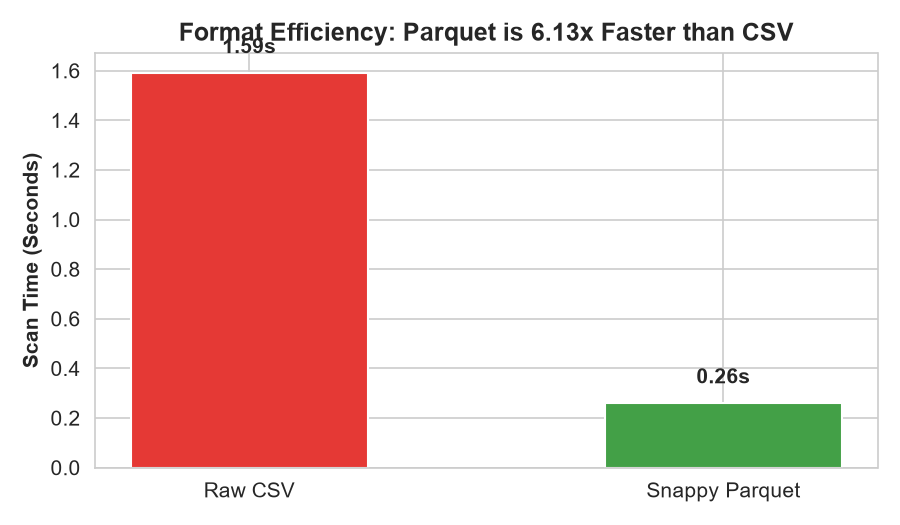 Format Efficiency: Parquet is 6.13x Faster than CSV
1.59s
1.6
1.4
1.2
1.0
0.8
0.6
0.4
0.2
0.0
Scan Time (Seconds)
0.26s
Raw CSV
Snappy Parquet